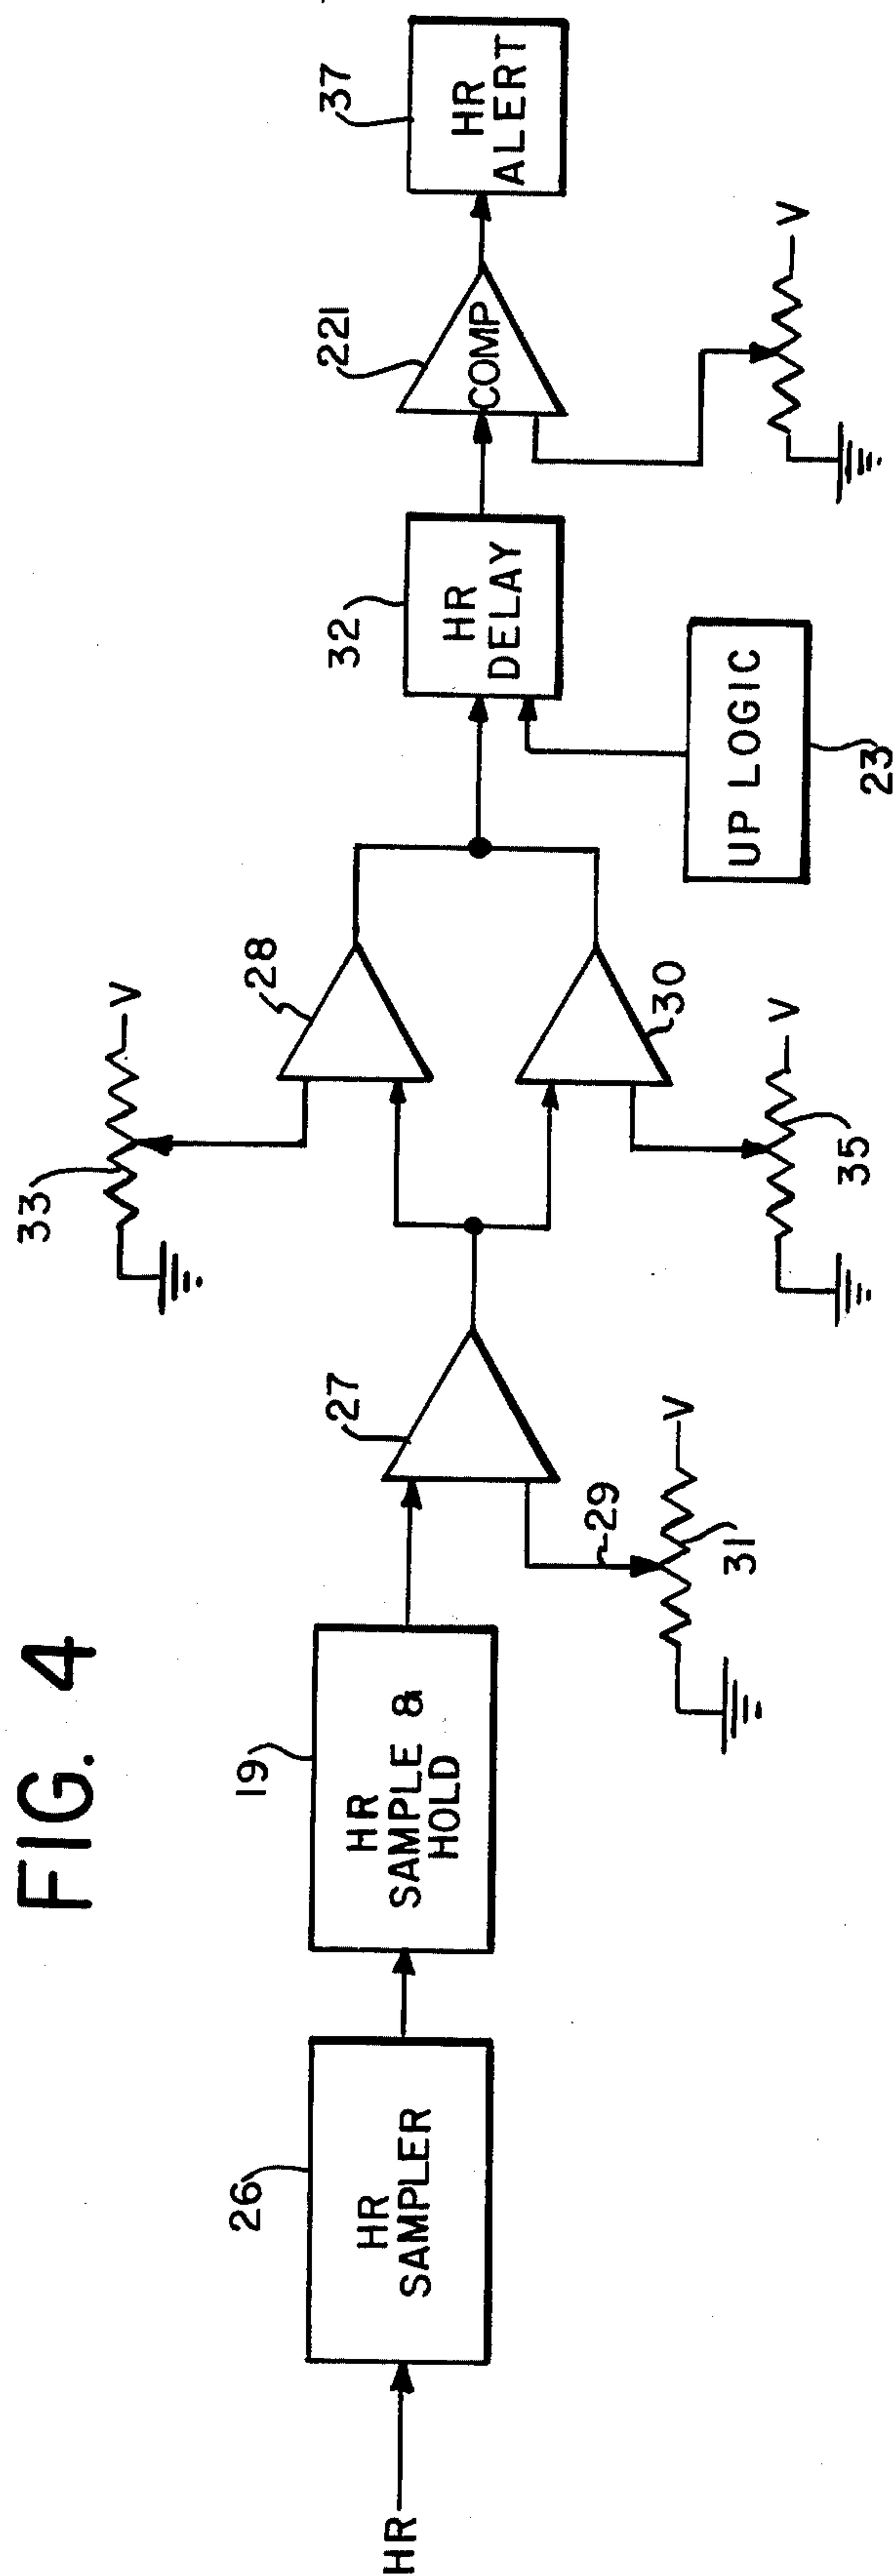 FIG. 4
HR
26
HR
SAMPLER
19
HR
SAMPLE &
HOLD
27
29
31
V
33
V
28
30
35
V
32
HR
DELAY
UP LOGIC
23
221
COMP
V
37
HR
ALERT